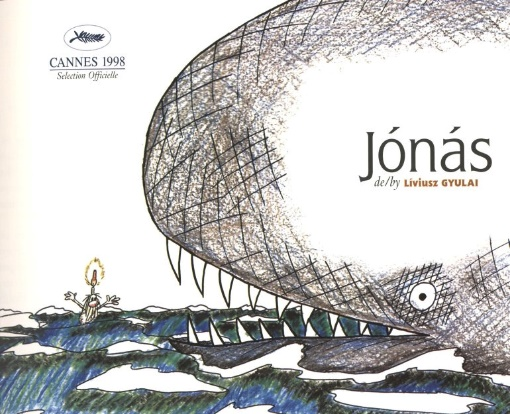 CANNES 1998
Selection Officielle
Jónás
de/by Líviusz GYULAI